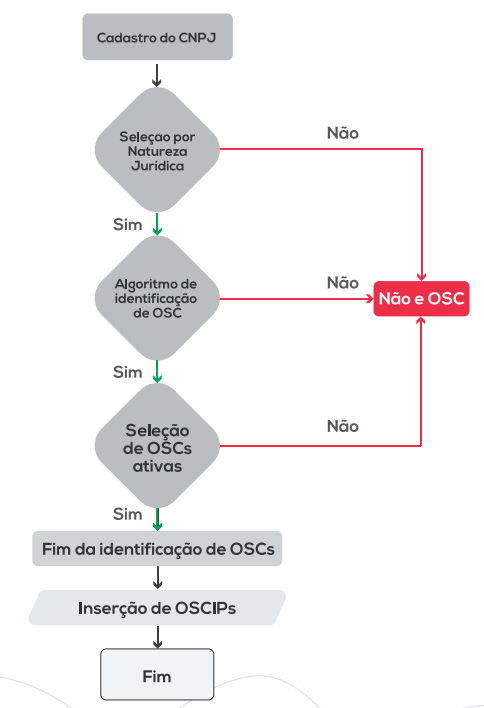 Cadastro do CNPJ
Seleçao por
Natureza
Jurídica
Não
Sim
Algoritmo de
identificação
de OSC
Não
Não e OSC
Sim
Seleção
de OSCs
ativas
Não
Sim
Fim da identificação de OSCs
Inserção de OSCIPs
Fim